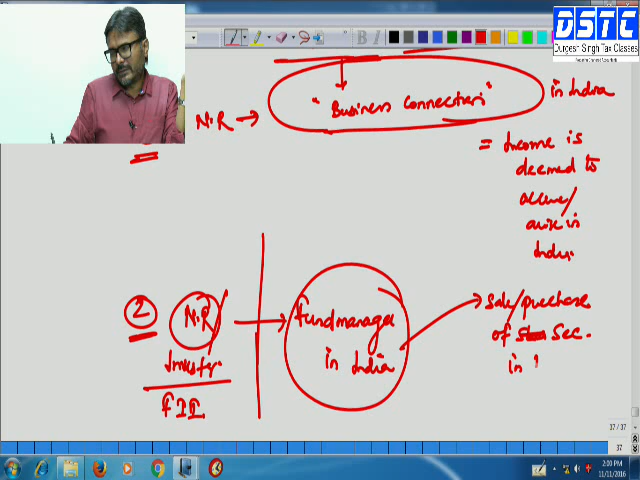 DSTC
Durgesh Singh Tax Classes
"Business Connection"
in India
N.R →
= Income is
deemed to
accrue/
arise in
India.
2 N.R
Investor
FII
Fund manager
in India
Sale/purchase
of Sec.
in I
37 / 37
37
2:00 PM
11/11/2016